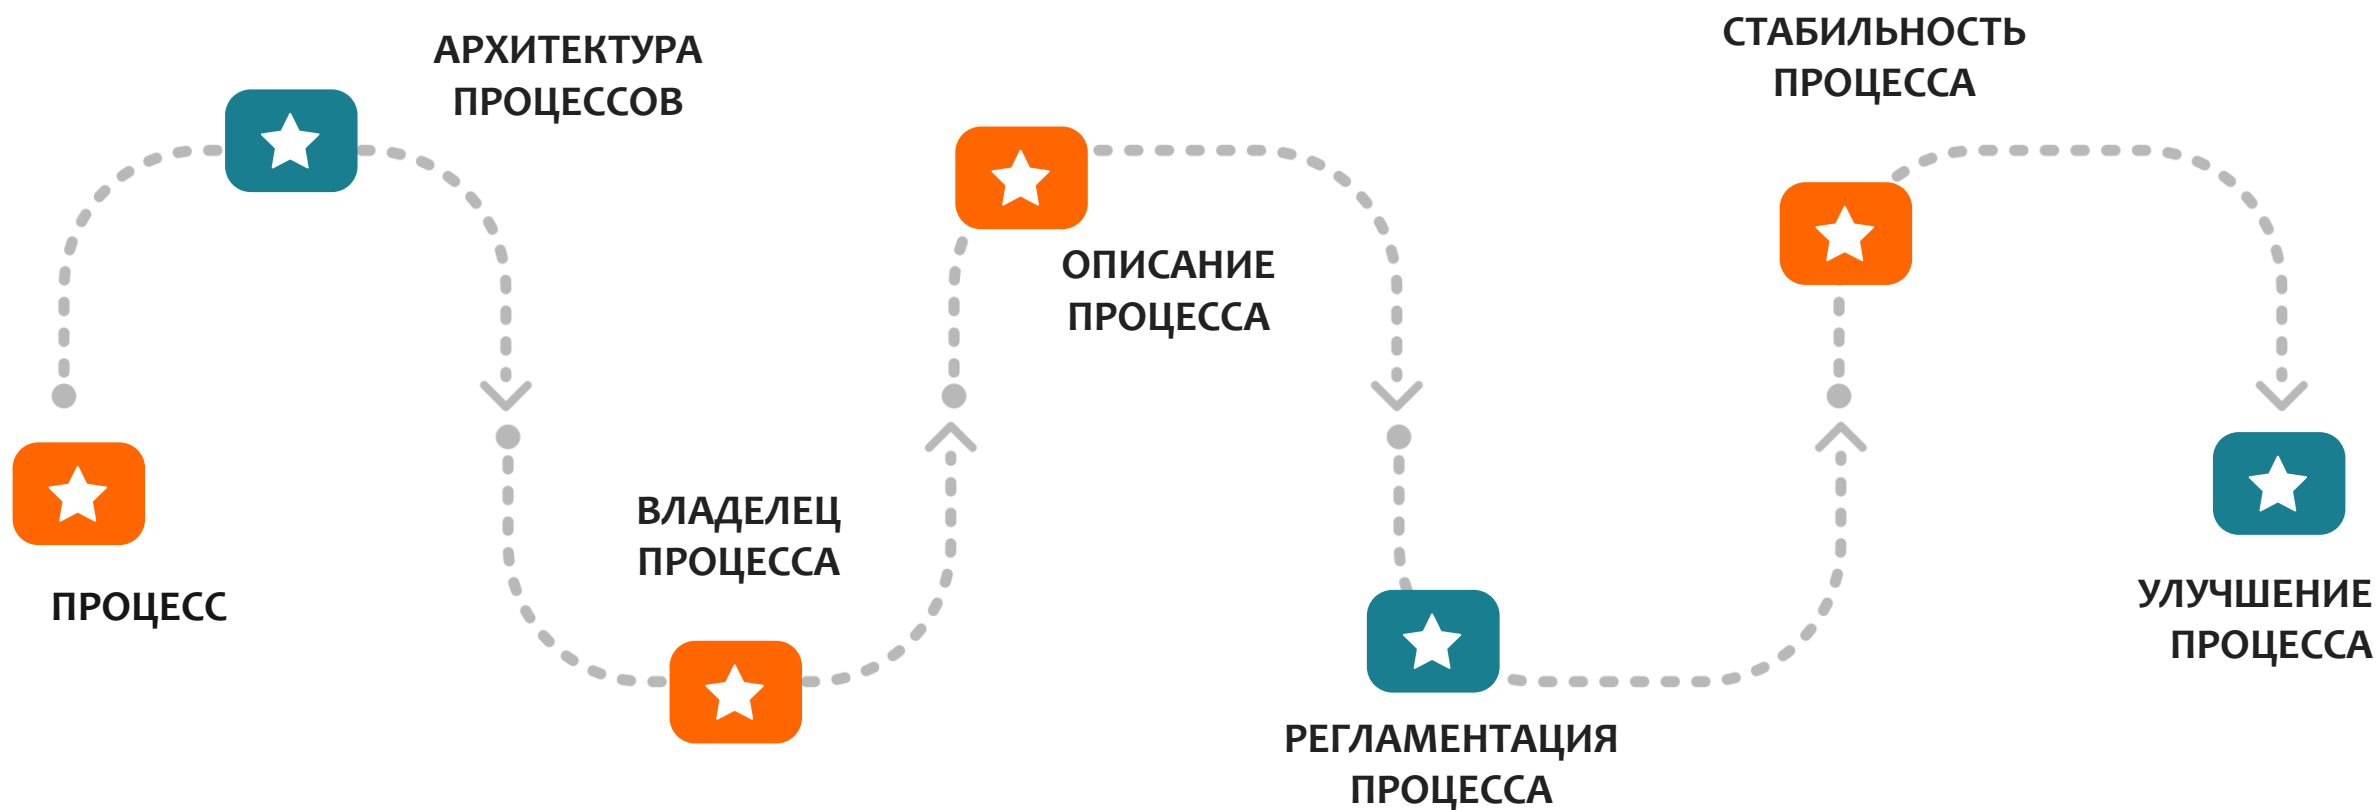 ПРОЦЕСС
АРХИТЕКТУРА
ПРОЦЕССОВ
ВЛАДЕЛЕЦ
ПРОЦЕССА
ОПИСАНИЕ
ПРОЦЕССА
РЕГЛАМЕНТАЦИЯ
ПРОЦЕССА
СТАБИЛЬНОСТЬ
ПРОЦЕССА
УЛУЧШЕНИЕ
ПРОЦЕССА